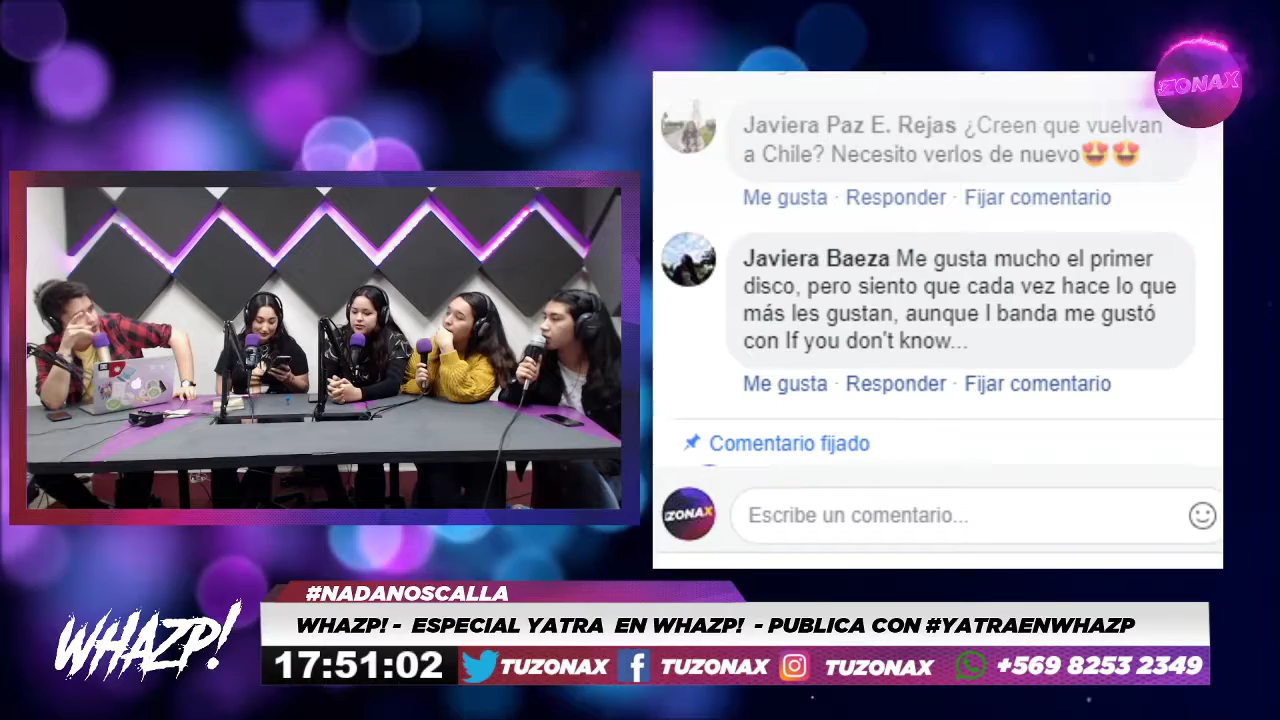 ZONAX
Javiera Paz E. Rejas ¿Creen que vuelvan
a Chile? Necesito verlos de nuevo😍😍
Me gusta · Responder · Fijar comentario
Javiera Baeza Me gusta mucho el primer
disco, pero siento que cada vez hace lo que
más les gustan, aunque l banda me gustó
con If you don't know...
Me gusta · Responder · Fijar comentario
Comentario fijado
ZONAX
Escribe un comentario...
#NADANOSCALLA
WHAZP! - ESPECIAL YATRA EN WHAZP! - PUBLICA CON #YATRAENWHAZP
WHAZP!
17:51:02 TUZONAX TUZONAX TUZONAX +569 8253 2349